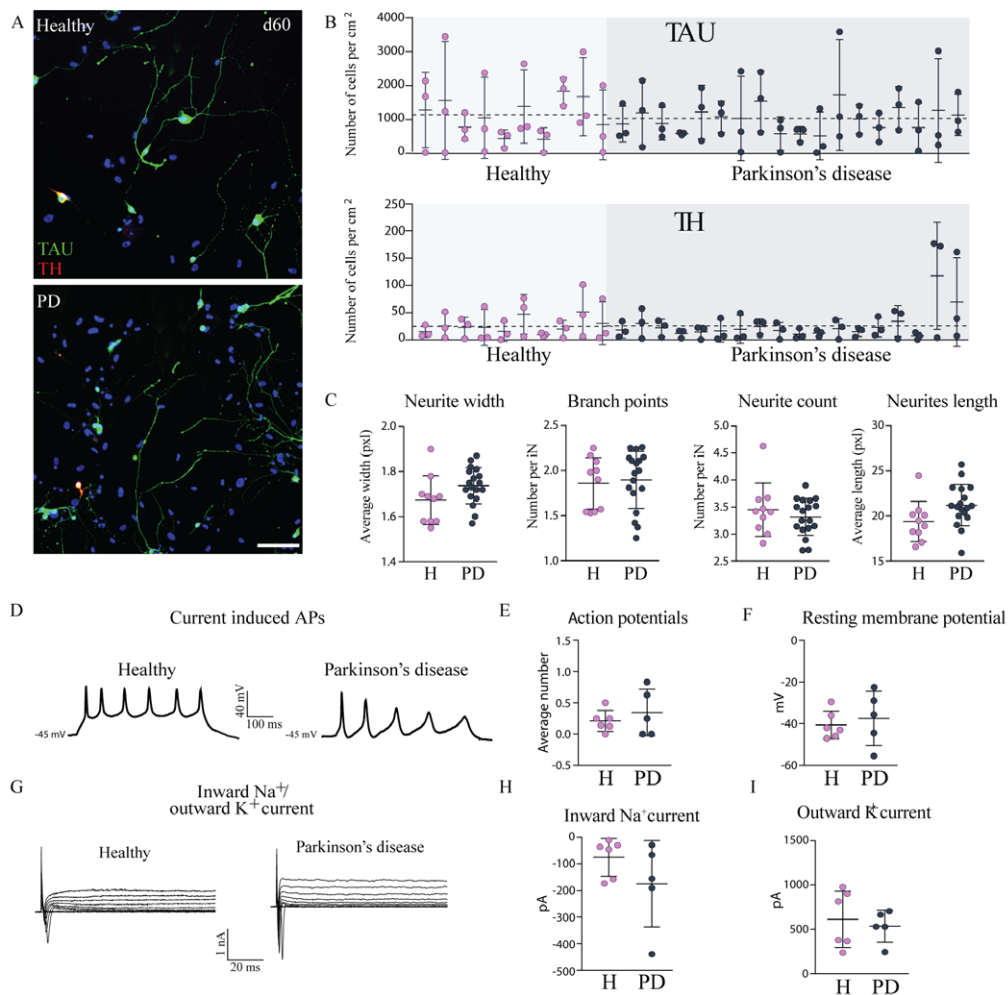 A
Healthy
d60
TAU
TH
PD
B
TAU
Number of cells per cm²
4000
3000
2000
1000
0
Healthy
Parkinson's disease
TH
Number of cells per cm²
250
200
150
100
50
0
Healthy
Parkinson's disease
C
Neurite width
Average width (pxl)
2.0
1.8
1.6
1.4
H
PD
Branch points
Number per iN
2.5
2.0
1.5
1.0
H
PD
Neurite count
Number per iN
5.0
4.5
4.0
3.5
3.0
2.5
H
PD
Neurites length
Average length (pxl)
30
25
20
15
H
PD
D
Current induced APs
Healthy
-45 mV
40 mV
100 ms
Parkinson's disease
-45 mV
E
Action potentials
Average number
1.5
1.0
0.5
0.0
-0.5
H
PD
F
Resting membrane potential
mV
0
-20
-40
-60
H
PD
G
Inward Na⁺/
outward K⁺ current
Healthy
Parkinson's disease
1 nA
20 ms
H
Inward Na⁺ current
pA
0
-100
-200
-300
-400
-500
H
PD
I
Outward K⁺ current
pA
1500
1000
500
0
H
PD